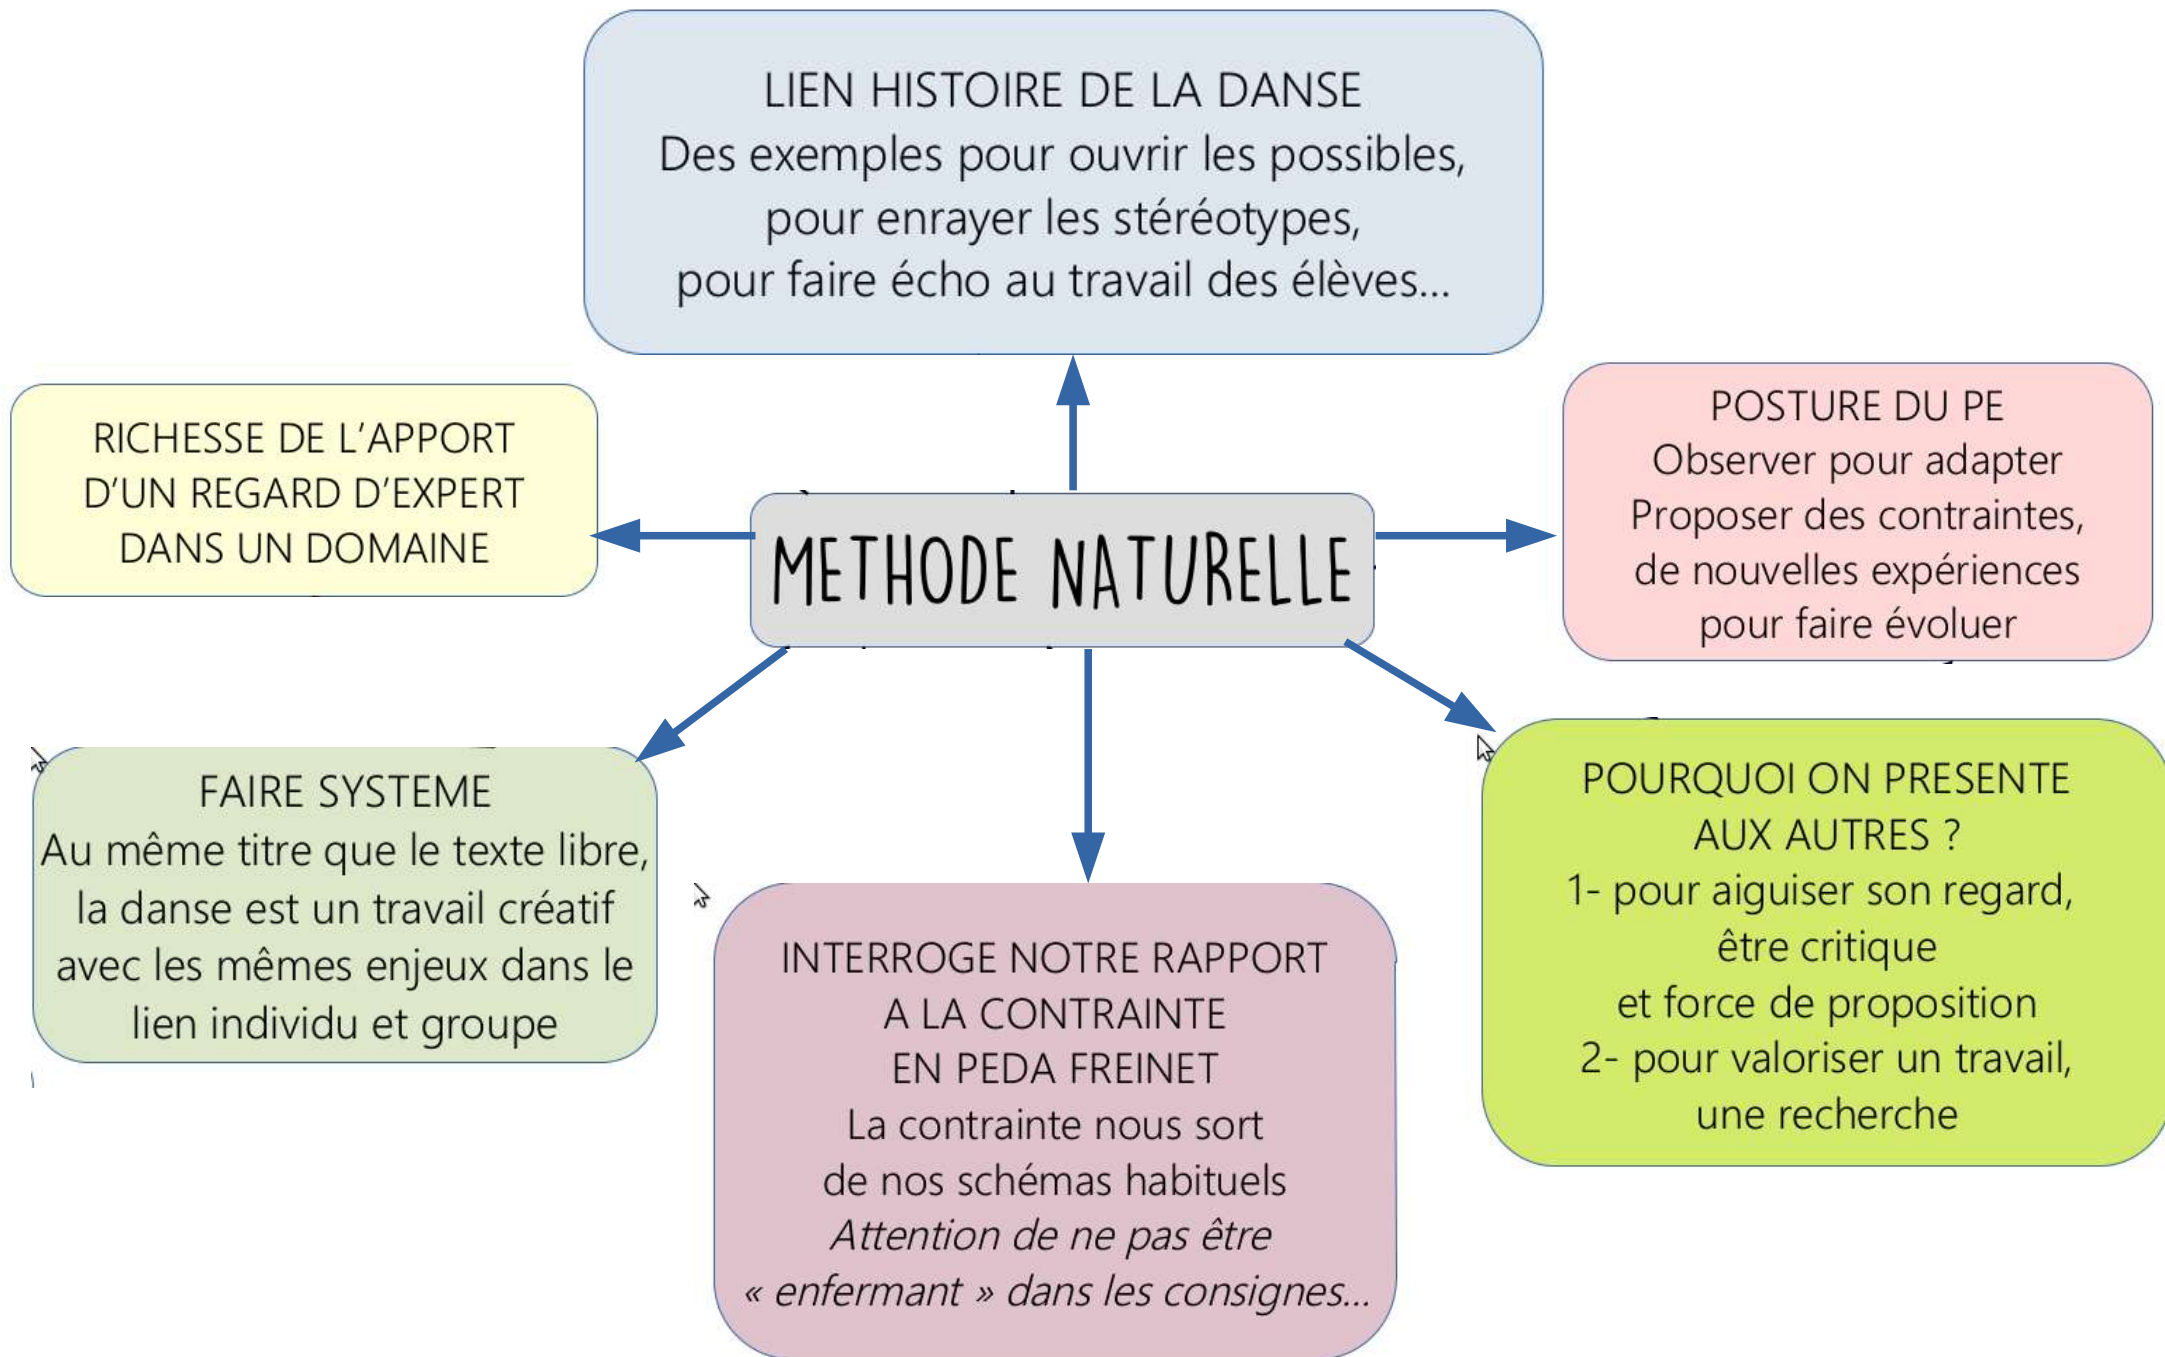 LIEN HISTOIRE DE LA DANSE
Des exemples pour ouvrir les possibles,
pour enrayer les stéréotypes,
pour faire écho au travail des élèves...
RICHESSE DE L'APPORT
D'UN REGARD D'EXPERT
DANS UN DOMAINE
METHODE NATURELLE
POSTURE DU PE
Observer pour adapter
Proposer des contraintes,
de nouvelles expériences
pour faire évoluer
FAIRE SYSTEME
Au même titre que le texte libre,
la danse est un travail créatif
avec les mêmes enjeux dans le
lien individu et groupe
INTERROGE NOTRE RAPPORT
A LA CONTRAINTE
EN PEDA FREINET
La contrainte nous sort
de nos schémas habituels
Attention de ne pas être
« enfermant » dans les consignes...
POURQUOI ON PRESENTE
AUX AUTRES ?
1- pour aiguiser son regard,
être critique
et force de proposition
2- pour valoriser un travail,
une recherche